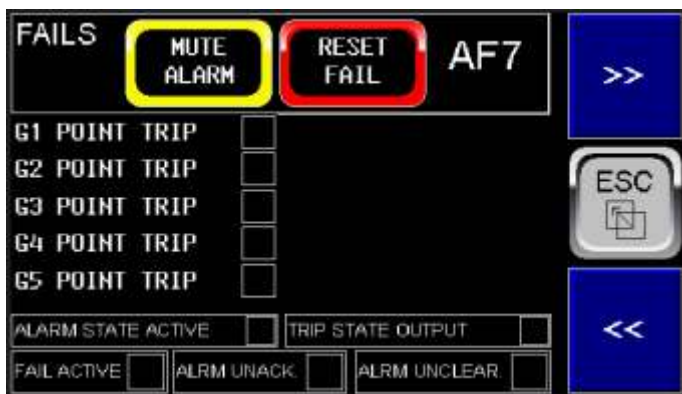 FAILS
MUTE
ALARM
RESET
FAIL
AF7
>>
G1 POINT TRIP
G2 POINT TRIP
G3 POINT TRIP
G4 POINT TRIP
G5 POINT TRIP
ESC
ALARM STATE ACTIVE
TRIP STATE OUTPUT
<<
FAIL ACTIVE
ALRM UNACK.
ALRM UNCLEAR.